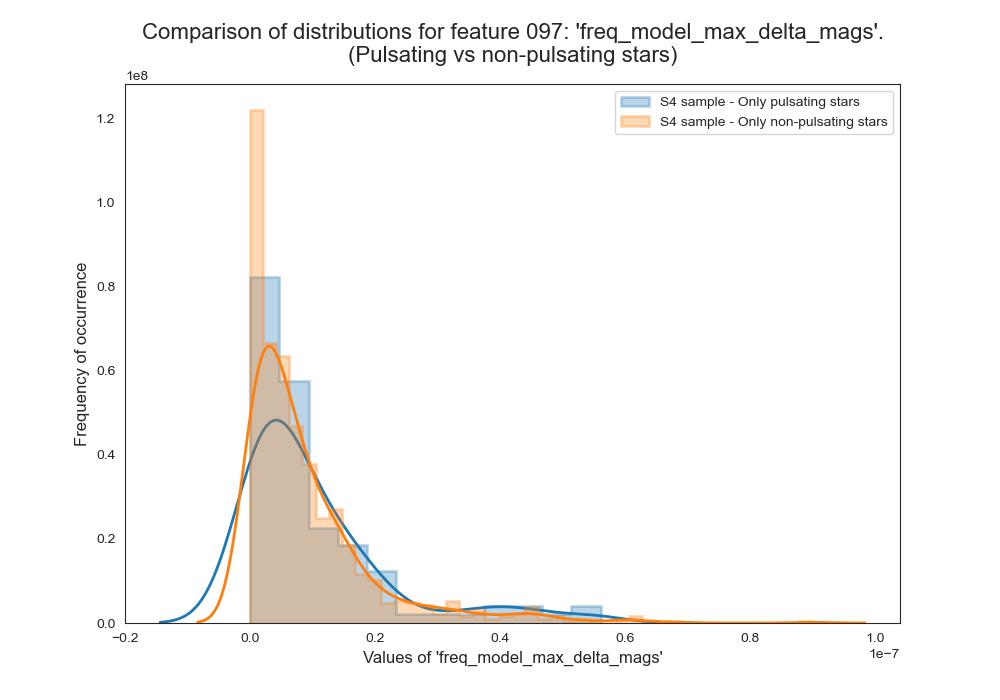 Comparison of distributions for feature 097: 'freq_model_max_delta_mags'.
(Pulsating vs non-pulsating stars)
1e8
S4 sample - Only pulsating stars
S4 sample - Only non-pulsating stars
1.2
1.0
0.8
0.6
0.4
0.2
0.0
Frequency of occurrence
−0.2 0.0 0.2 0.4 0.6 0.8 1.0
1e−7
Values of 'freq_model_max_delta_mags'